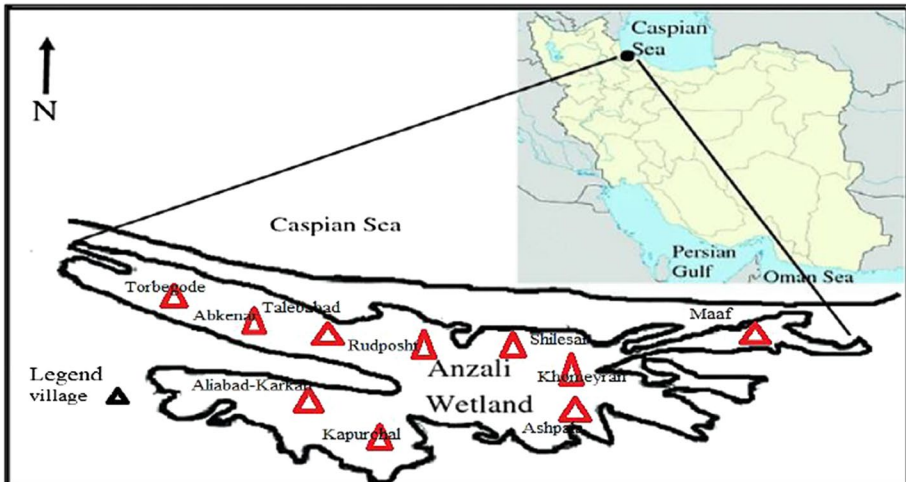 Caspian
Sea
N
Caspian Sea
Persian
Gulf
Oman Sea
Torbegode
Abkenar
Talebabad
Maaf
Rudposht
Shilesar
Anzali
Khomeyran
Legend
village
Aliabad-Karkan
Wetland
Kapurchal